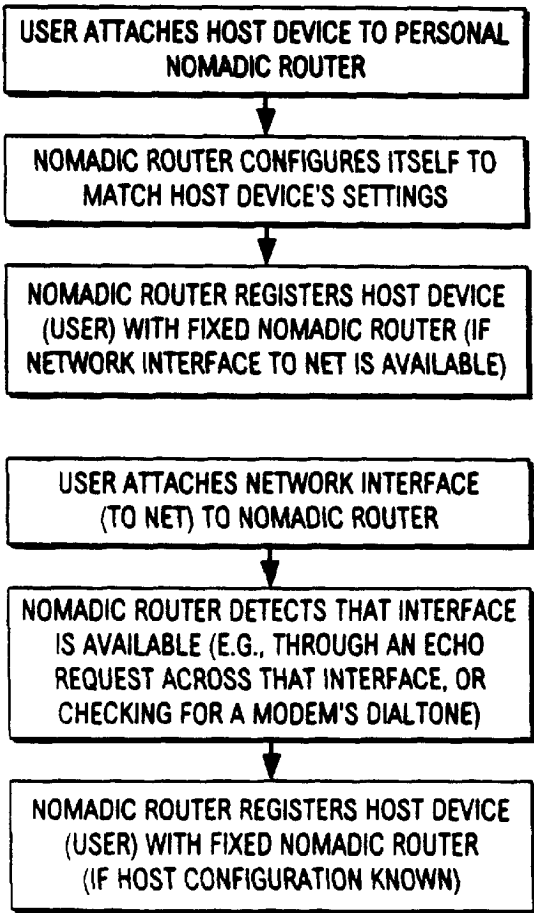 USER ATTACHES HOST DEVICE TO PERSONAL
NOMADIC ROUTER
NOMADIC ROUTER CONFIGURES ITSELF TO
MATCH HOST DEVICE'S SETTINGS
NOMADIC ROUTER REGISTERS HOST DEVICE
(USER) WITH FIXED NOMADIC ROUTER (IF
NETWORK INTERFACE TO NET IS AVAILABLE)
USER ATTACHES NETWORK INTERFACE
(TO NET) TO NOMADIC ROUTER
NOMADIC ROUTER DETECTS THAT INTERFACE
IS AVAILABLE (E.G., THROUGH AN ECHO
REQUEST ACROSS THAT INTERFACE, OR
CHECKING FOR A MODEM'S DIALTONE)
NOMADIC ROUTER REGISTERS HOST DEVICE
(USER) WITH FIXED NOMADIC ROUTER
(IF HOST CONFIGURATION KNOWN)